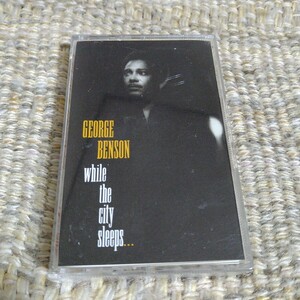 GEORGE
BENSON
while
the
city
sleeps...